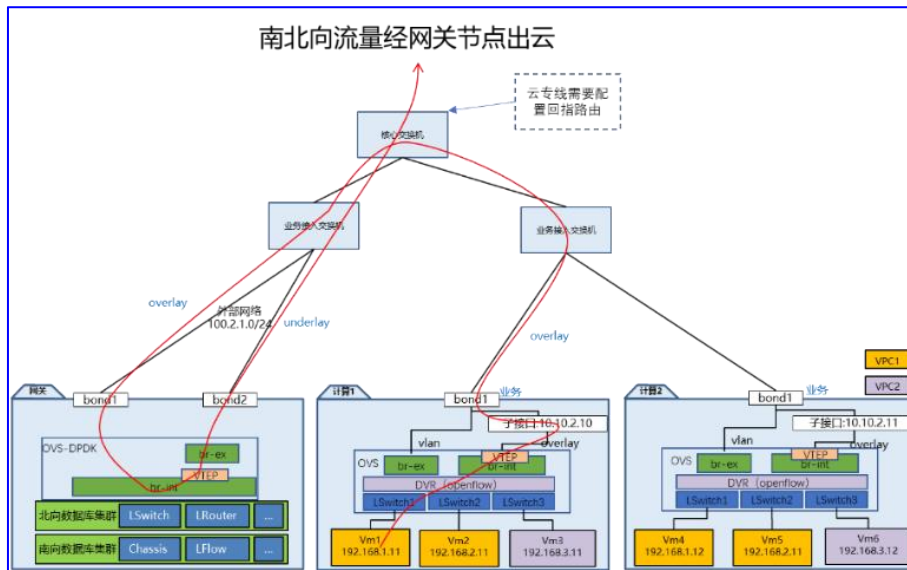 南北向流量经网关节点出云
云专线需要配
置回指路由
核心交换机
业务接入交换机
业务接入交换机
overlay
外部网络
100.2.1.0/24
underlay
overlay
VPC1
VPC2
网关
bond1
bond2
OVS-DPDK
br-ex
VTEP
br-int
北向数据库集群
LSwitch
LRouter
...
南向数据库集群
Chassis
LFlow
...
计算1
bond1
业务
子接口:10.10.2.10
vlan
overlay
OVS
VTEP
br-ex
br-int
DVR（openflow）
LSwitch1
LSwitch2
LSwitch3
Vm1
192.168.1.11
Vm2
192.168.2.11
Vm3
192.168.3.11
计算2
bond1
业务
子接口:10.10.2.11
vlan
overlay
OVS
VTEP
br-ex
br-int
DVR（openflow）
LSwitch1
LSwitch2
LSwitch3
Vm4
192.168.1.12
Vm5
192.168.2.11
Vm6
192.168.3.12